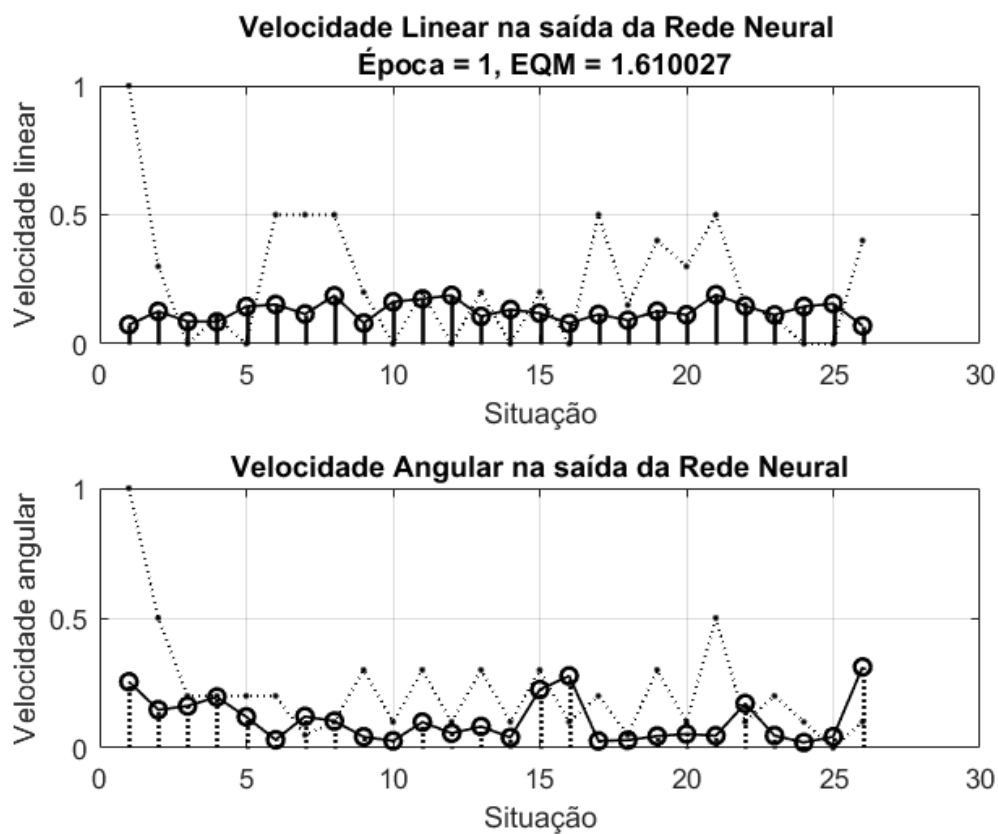 Velocidade Linear na saída da Rede Neural
Época = 1, EQM = 1.610027
Velocidade linear
1
0.5
0
0 5 10 15 20 25 30
Situação
Velocidade Angular na saída da Rede Neural
Velocidade angular
1
0.5
0
0 5 10 15 20 25 30
Situação